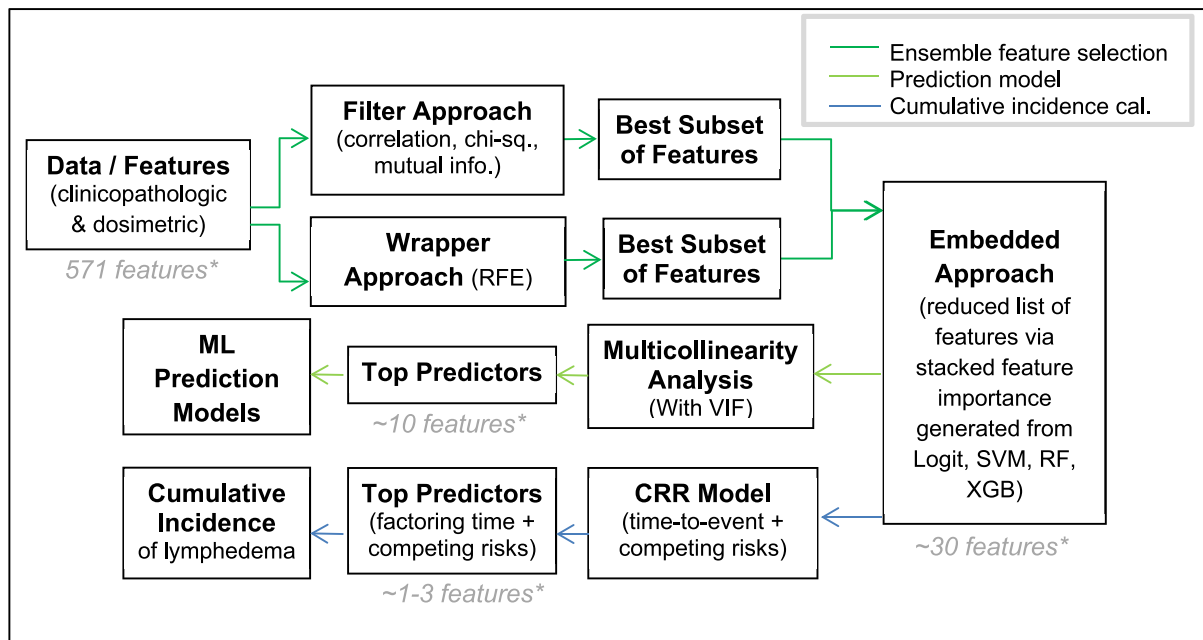 Ensemble feature selection
Prediction model
Cumulative incidence cal.
Data / Features
(clinicopathologic
& dosimetric)
571 features*
Filter Approach
(correlation, chi-sq.,
mutual info.)
Best Subset
of Features
Wrapper
Approach (RFE)
Best Subset
of Features
Embedded
Approach
(reduced list of
features via
stacked feature
importance
generated from
Logit, SVM, RF,
XGB)
~30 features*
Multicollinearity
Analysis
(With VIF)
Top Predictors
~10 features*
ML
Prediction
Models
CRR Model
(time-to-event +
competing risks)
Top Predictors
(factoring time +
competing risks)
~1-3 features*
Cumulative
Incidence
of lymphedema